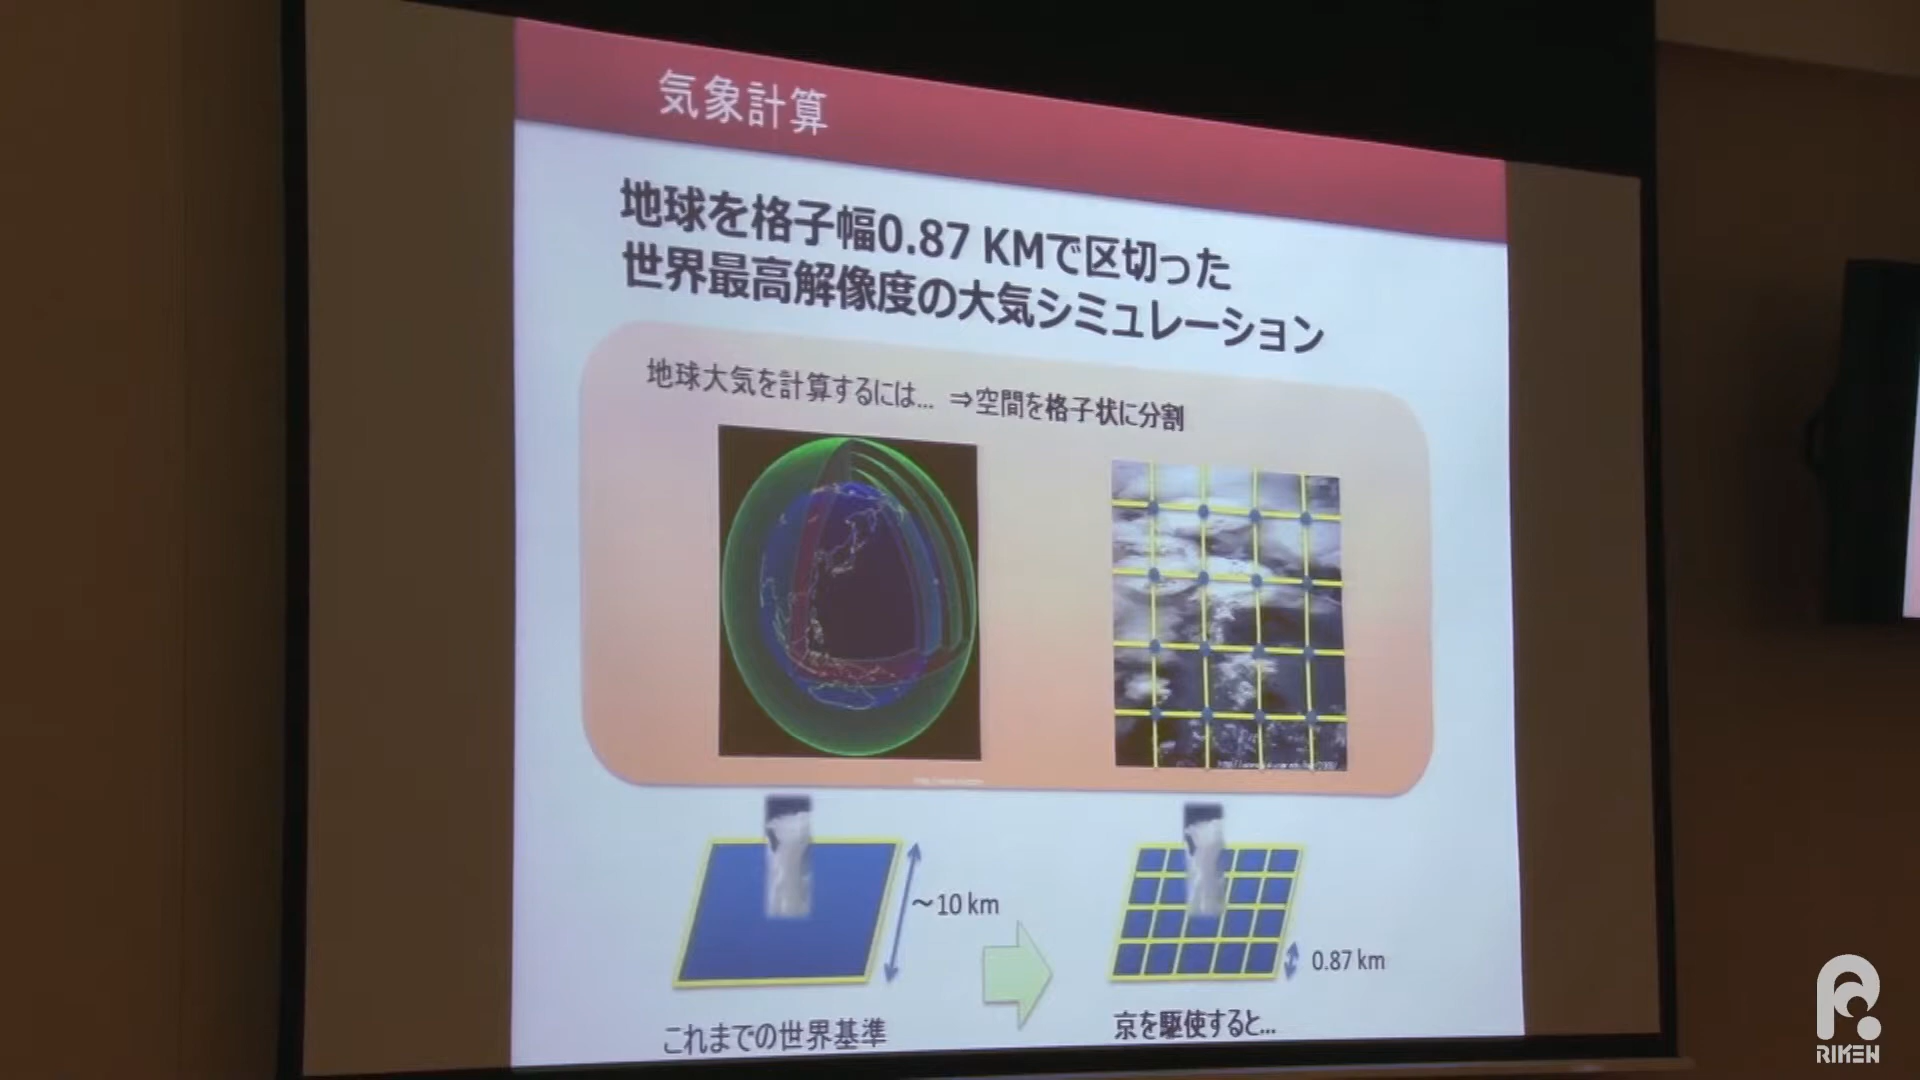 気象計算
地球を格子幅0.87 KMで区切った
世界最高解像度の大気シミュレーション
地球大気を計算するには... ⇒空間を格子状に分割
～10 km
0.87 km
これまでの世界基準
京を駆使すると...
RIKEN